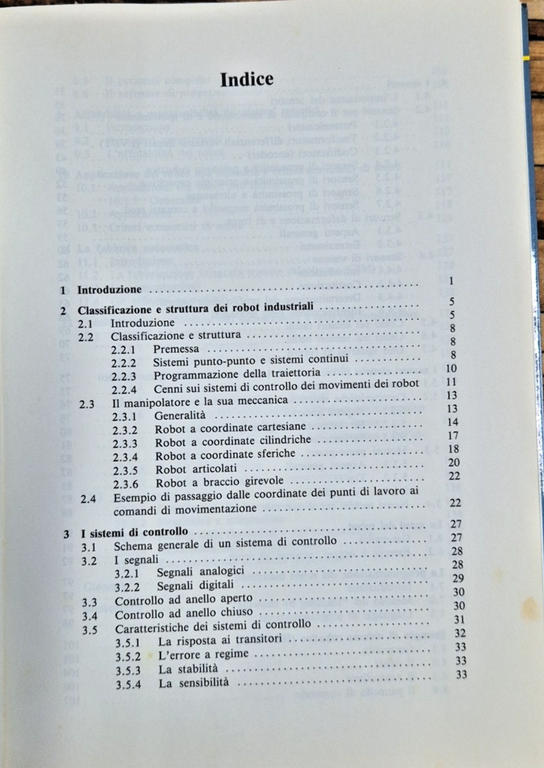 Indice
1 Introduzione ........................................ 1
2 Classificazione e struttura dei robot industriali ............... 5
2.1 Introduzione ................................... 5
2.2 Classificazione e struttura .......................... 8
2.2.1 Premessa .............................. 8
2.2.2 Sistemi punto-punto e sistemi continui ............ 8
2.2.3 Programmazione della traiettoria ............... 10
2.2.4 Cenni sui sistemi di controllo dei movimenti dei robot 11
2.3 Il manipolatore e la sua meccanica .................. 13
2.3.1 Generalità ............................. 13
2.3.2 Robot a coordinate cartesiane ................. 14
2.3.3 Robot a coordinate cilindriche ................ 17
2.3.4 Robot a coordinate sferiche .................. 18
2.3.5 Robot articolati .......................... 20
2.3.6 Robot a braccio girevole .................... 22
2.4 Esempio di passaggio dalle coordinate dei punti di lavoro ai
comandi di movimentazione ........................ 22
3 I sistemi di controllo .................................. 27
3.1 Schema generale di un sistema di controllo ............ 27
3.2 I segnali ..................................... 28
3.2.1 Segnali analogici ......................... 28
3.2.2 Segnali digitali .......................... 29
3.3 Controllo ad anello aperto ........................ 30
3.4 Controllo ad anello chiuso ........................ 30
3.5 Caratteristiche dei sistemi di controllo ................ 31
3.5.1 La risposta ai transitori ..................... 32
3.5.2 L'errore a regime ......................... 33
3.5.3 La stabilità ............................. 33
3.5.4 La sensibilità ........................... 33